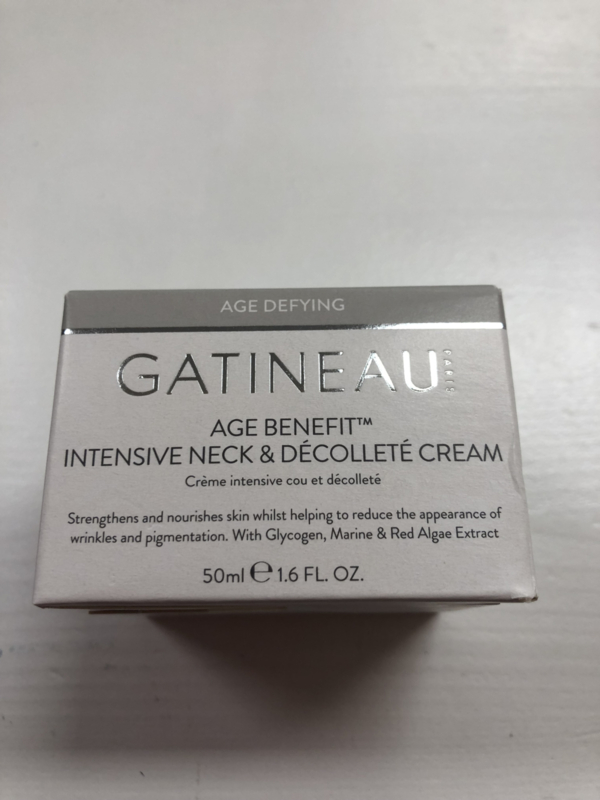 AGE DEFYING
GATINEAU PARIS
AGE BENEFIT™
INTENSIVE NECK & DÉCOLLETÉ CREAM
Crème intensive cou et décolleté
Strengthens and nourishes skin whilst helping to reduce the appearance of
wrinkles and pigmentation. With Glycogen, Marine & Red Algae Extract
50ml ℮ 1.6 FL. OZ.